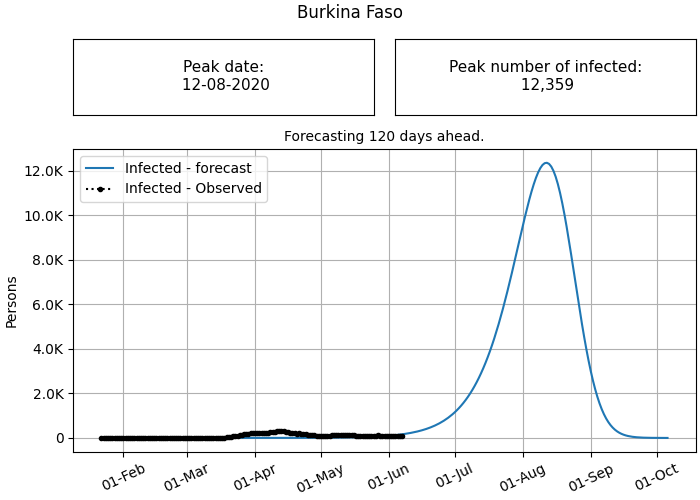 Burkina Faso
Peak date:
12-08-2020
Peak number of infected:
12,359
Forecasting 120 days ahead.
Infected - forecast
Infected - Observed
12.0K
10.0K
8.0K
6.0K
4.0K
2.0K
0
Persons
01-Feb
01-Mar
01-Apr
01-May
01-Jun
01-Jul
01-Aug
01-Sep
01-Oct